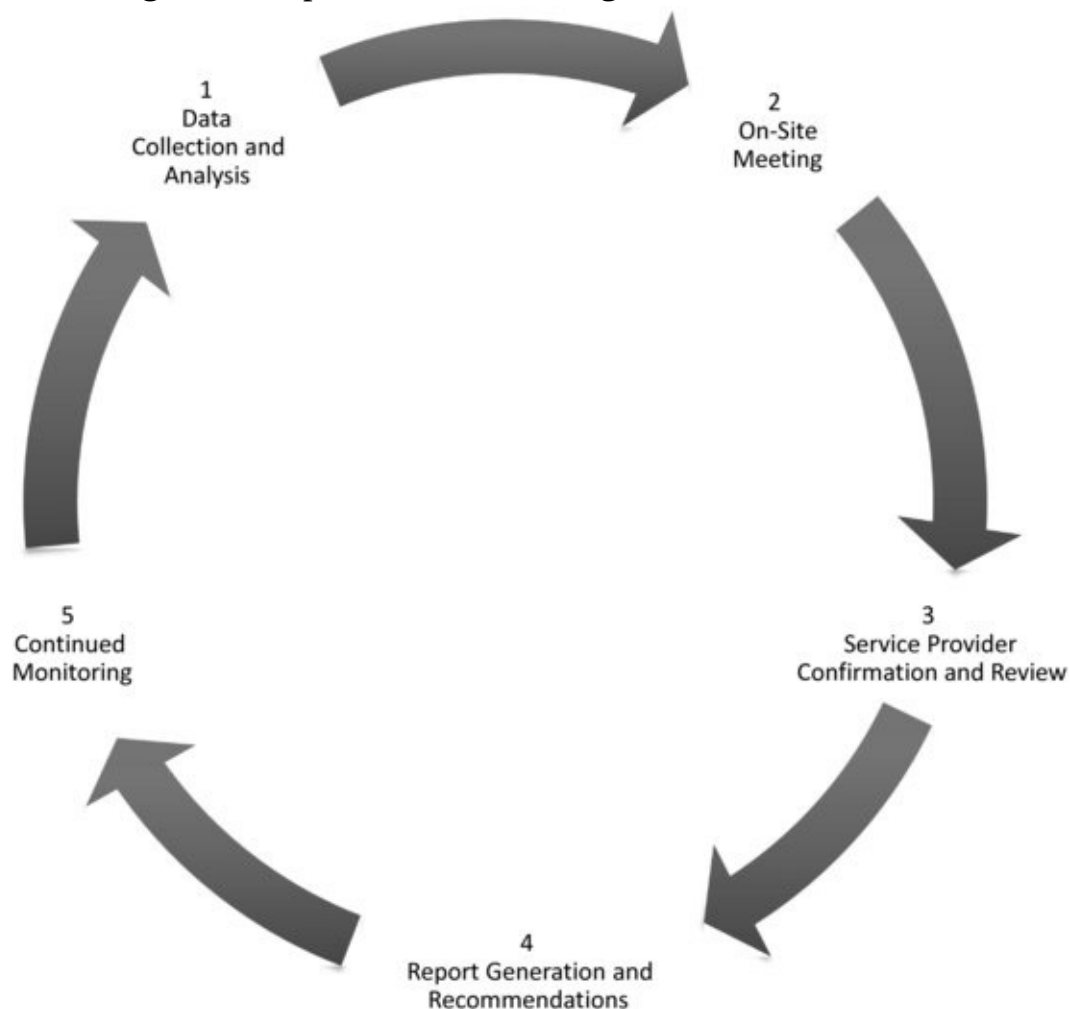 1
Data
Collection and
Analysis
2
On-Site
Meeting
3
Service Provider
Confirmation and Review
4
Report Generation and
Recommendations
5
Continued
Monitoring